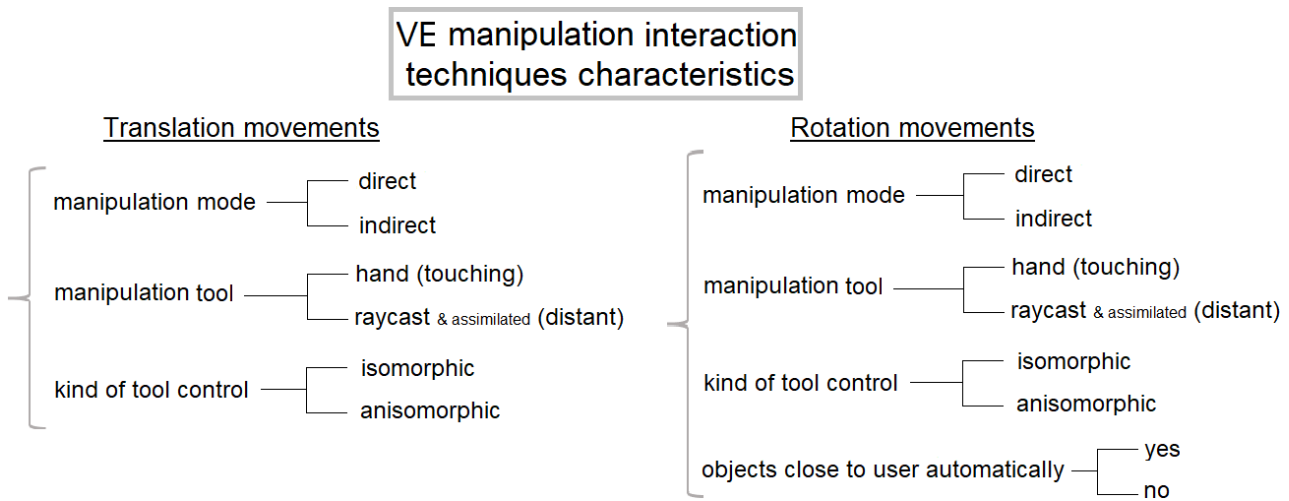 VE manipulation interaction
techniques characteristics
Translation movements
manipulation mode
direct
indirect
manipulation tool
hand (touching)
raycast & assimilated (distant)
kind of tool control
isomorphic
anisomorphic
Rotation movements
manipulation mode
direct
indirect
manipulation tool
hand (touching)
raycast & assimilated (distant)
kind of tool control
isomorphic
anisomorphic
objects close to user automatically
yes
no